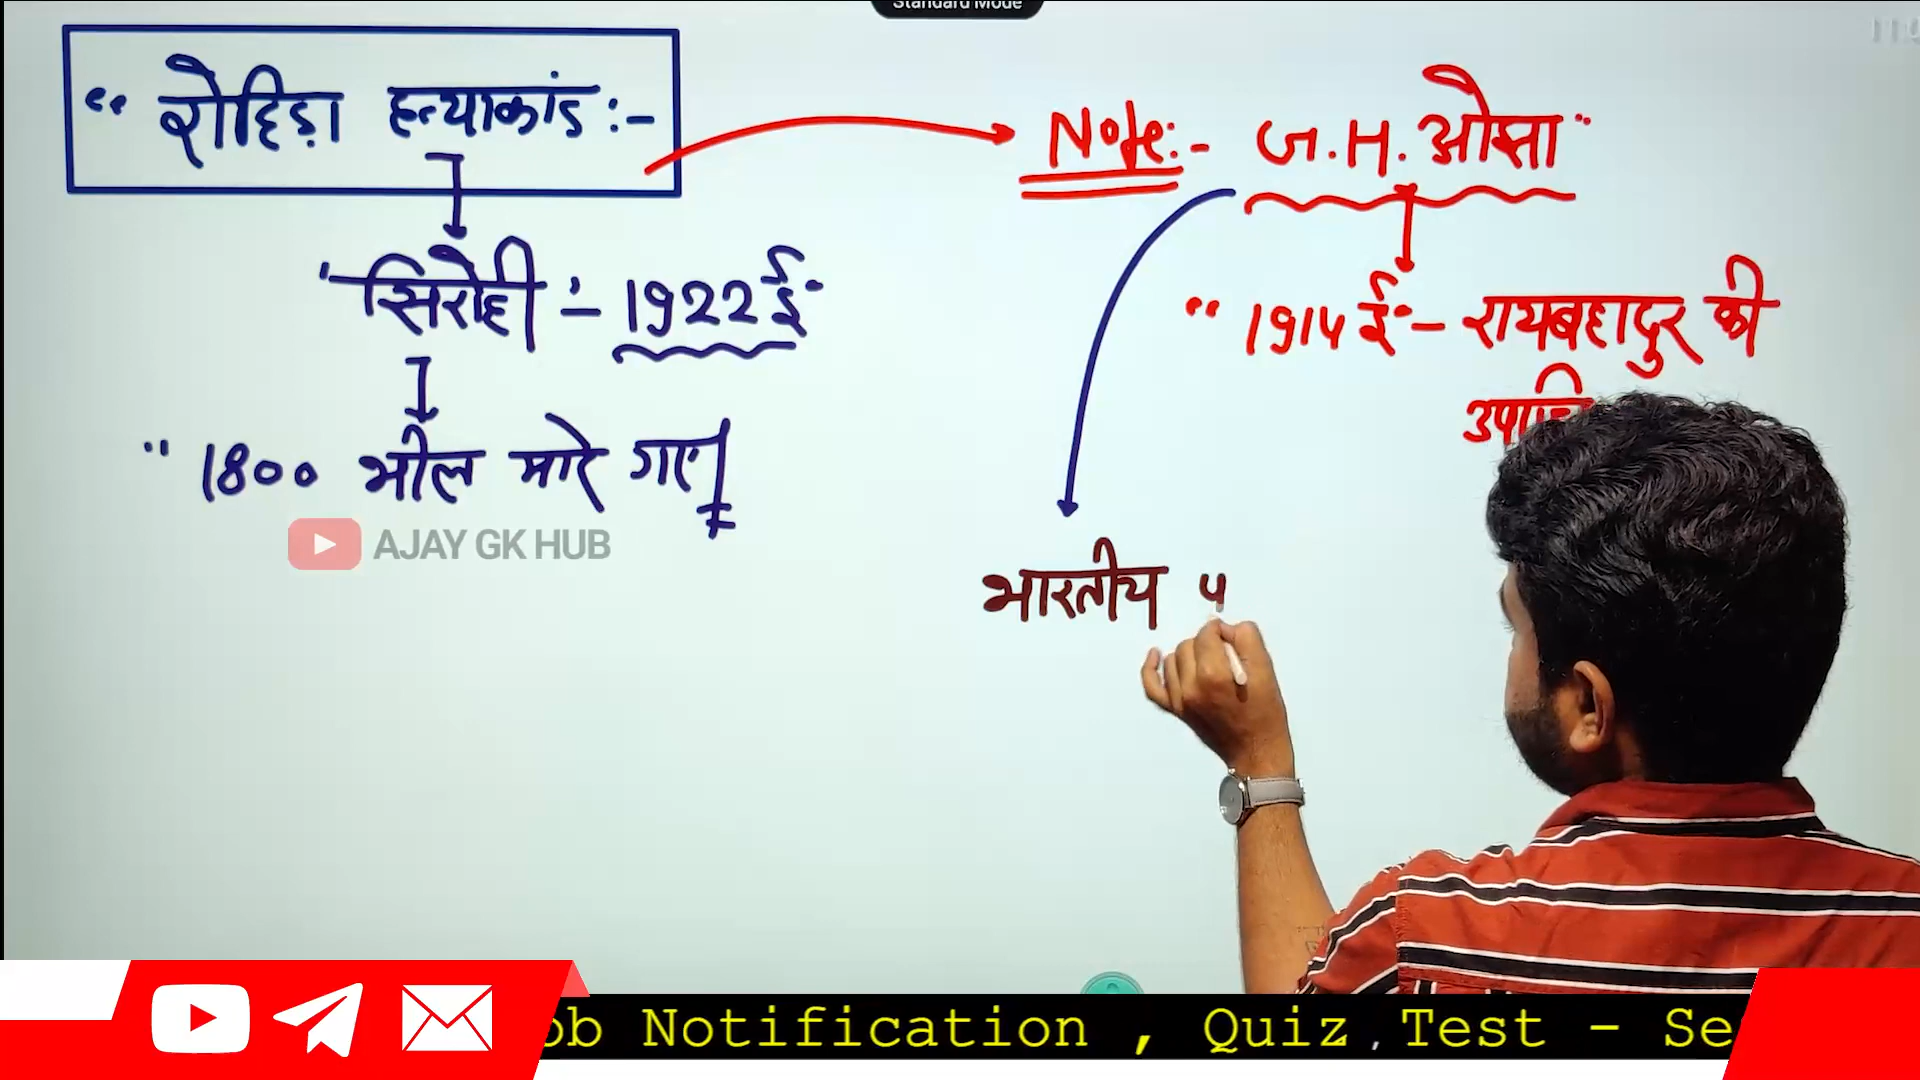 Standard Mode
" रोहिड़ा हत्याकांड :-
"सिरोही :- 1922 ई॰
" 1800 भील मारे गए।
AJAY GK HUB
Note:- G.H. ओझा"
" 1914 ई॰ - रायबहादुर की
भारतीय प
ob Notification , Quiz , Test - Se